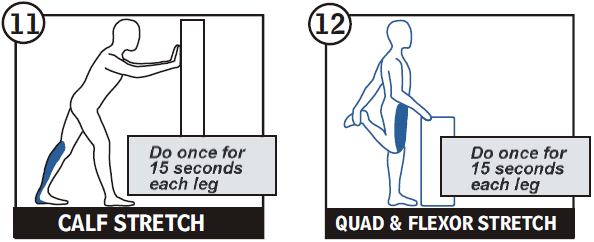 11
Do once for
15 seconds
each leg
CALF STRETCH
12
Do once for
15 seconds
each leg
QUAD & FLEXOR STRETCH